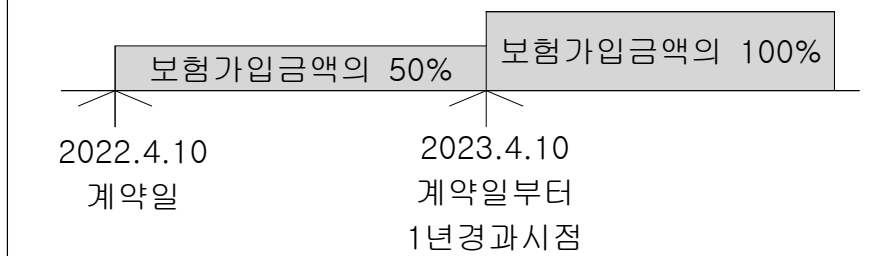 보험가입금액의 50%
보험가입금액의 100%
2022.4.10
계약일
2023.4.10
계약일부터
1년경과시점